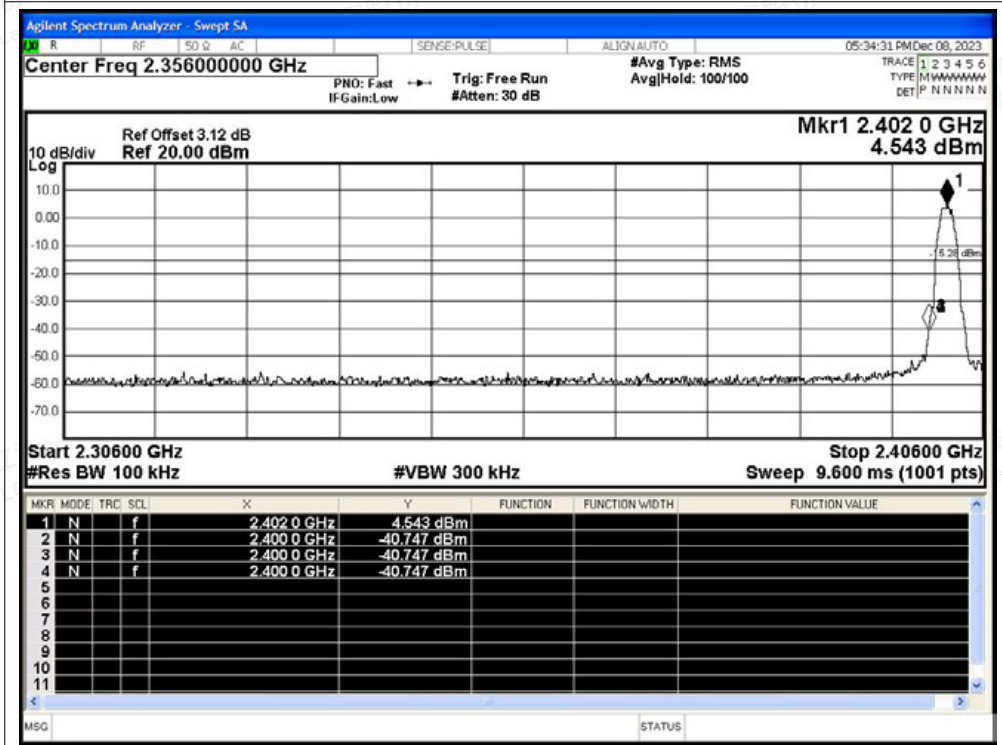 Agilent Spectrum Analyzer - Swept SA
R RF 50 Ω AC SENSE:PULSE ALIGN AUTO 05:34:31 PM Dec 08, 2023
Center Freq 2.356000000 GHz #Avg Type: RMS TRACE 1 2 3 4 5 6
PNO: Fast Trig: Free Run Avg|Hold: 100/100 TYPE M
IFGain:Low #Atten: 30 dB DET P N N N N N
Mkr1 2.402 0 GHz
Ref Offset 3.12 dB
10 dB/div Ref 20.00 dBm 4.543 dBm
Log
1
10.0
0.00
-10.0
-15.28 dBm
-20.0
-30.0
-40.0
-50.0
-60.0
-70.0
Start 2.30600 GHz Stop 2.40600 GHz
#Res BW 100 kHz #VBW 300 kHz Sweep 9.600 ms (1001 pts)
MKR MODE TRC SCL X Y FUNCTION FUNCTION WIDTH FUNCTION VALUE
1 N f 2.402 0 GHz 4.543 dBm
2 N f 2.400 0 GHz -40.747 dBm
3 N f 2.400 0 GHz -40.747 dBm
4 N f 2.400 0 GHz -40.747 dBm
5
6
7
8
9
10
11
MSG STATUS